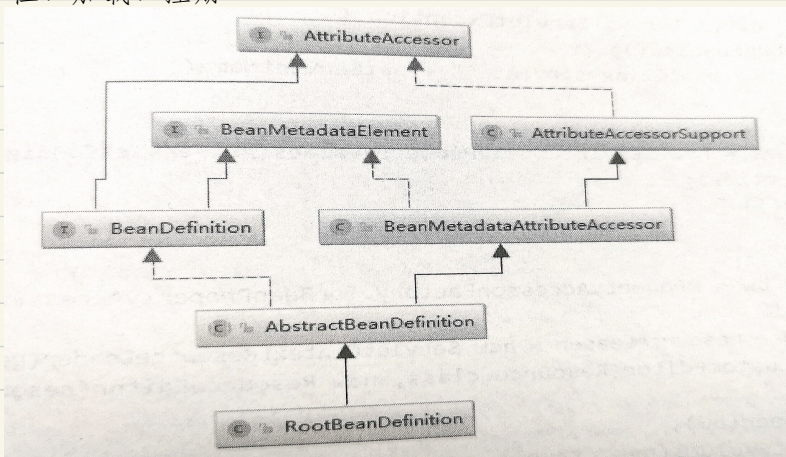 AttributeAccessor
BeanMetadataElement
AttributeAccessorSupport
BeanDefinition
BeanMetadataAttributeAccessor
AbstractBeanDefinition
RootBeanDefinition